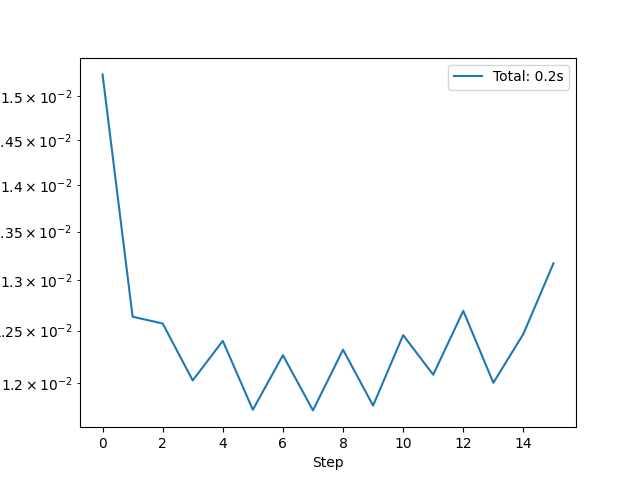 Total: 0.2s
1.5 × 10⁻²
.45 × 10⁻²
1.4 × 10⁻²
.35 × 10⁻²
1.3 × 10⁻²
.25 × 10⁻²
1.2 × 10⁻²
0 2 4 6 8 10 12 14
Step